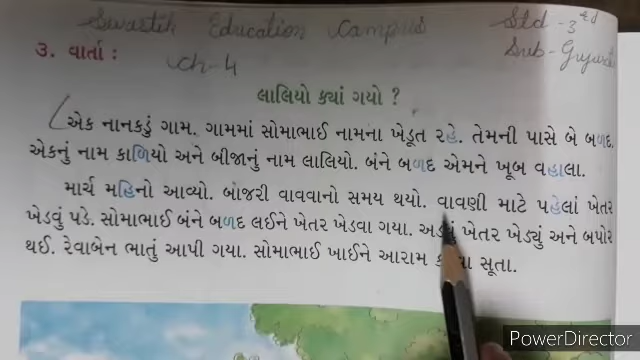 Swastik Education Campus Std - 3rd
૩. વાર્તા : Ch-4 Sub - Gujarati
લાલિયો ક્યાં ગયો ?
એક નાનકડું ગામ. ગામમાં સોમાભાઈ નામના ખેડૂત રહે. તેમની પાસે બે બળદ.
એકનું નામ કાળિયો અને બીજાનું નામ લાલિયો. બંને બળદ એમને ખૂબ વહાલા.
માર્ચ મહિનો આવ્યો. બાજરી વાવવાનો સમય થયો. વાવણી માટે પહેલાં ખેતર
ખેડવું પડે. સોમાભાઈ બંને બળદ લઈને ખેતર ખેડવા ગયા. ખેતર ખેડ્યું અને બપોર
થઈ. રેવાબેન ભાતું આપી ગયા. સોમાભાઈ ખાઈને આરામ સૂતા.
PowerDirector